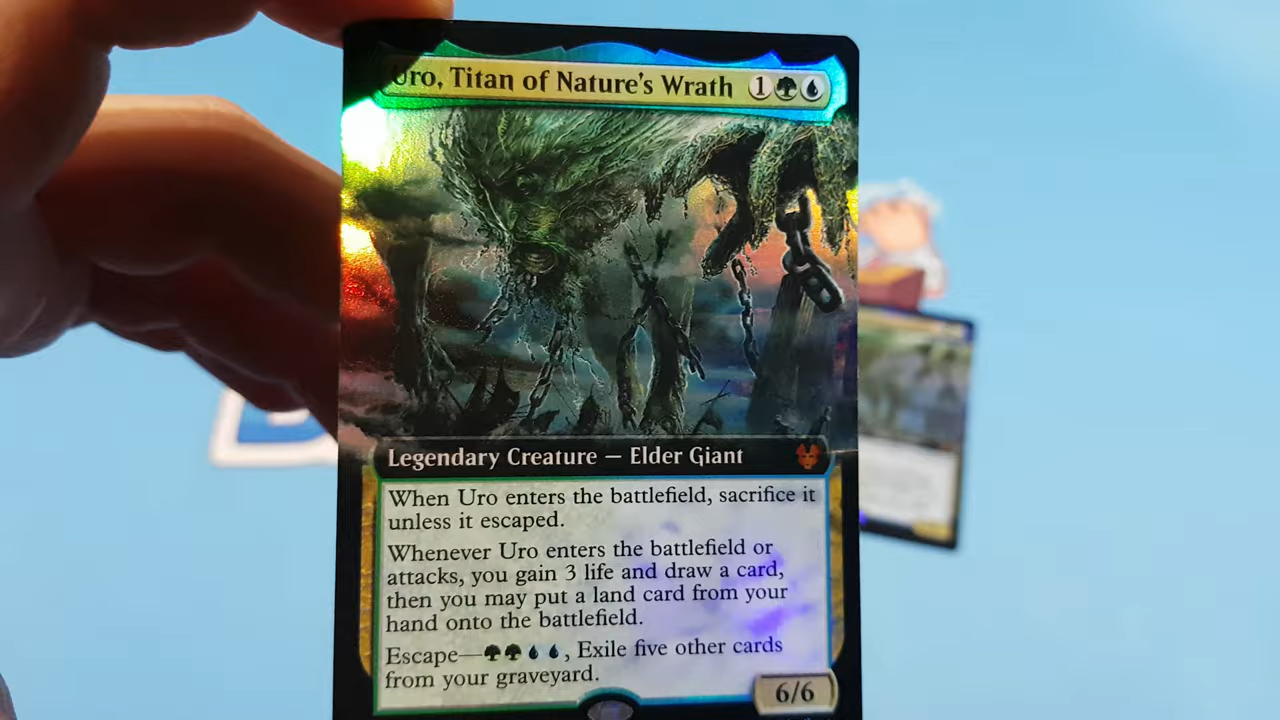 Uro, Titan of Nature's Wrath 1
Legendary Creature — Elder Giant
When Uro enters the battlefield, sacrifice it
unless it escaped.
Whenever Uro enters the battlefield or
attacks, you gain 3 life and draw a card,
then you may put a land card from your
hand onto the battlefield.
Escape—, Exile five other cards
from your graveyard.
6/6